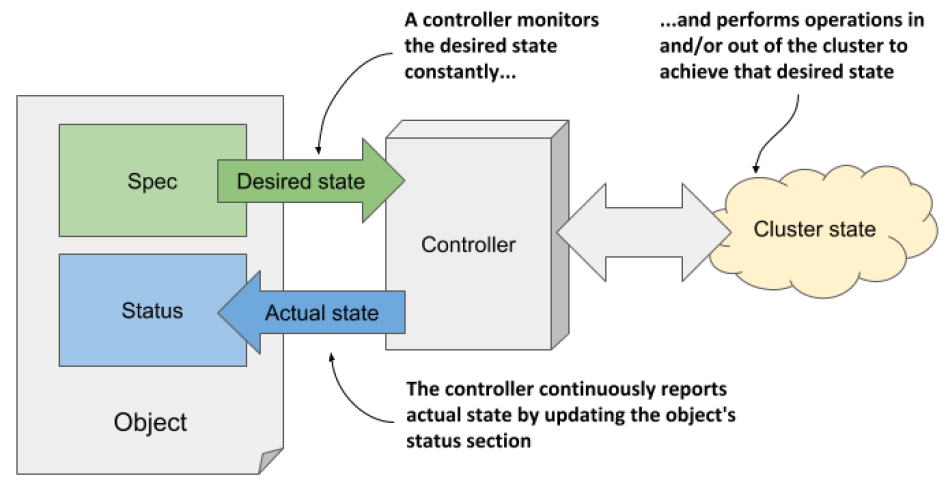 A controller monitors
the desired state
constantly...
...and performs operations in
and/or out of the cluster to
achieve that desired state
Spec
Desired state
Controller
Cluster state
Status
Actual state
Object
The controller continuously reports
actual state by updating the object's
status section